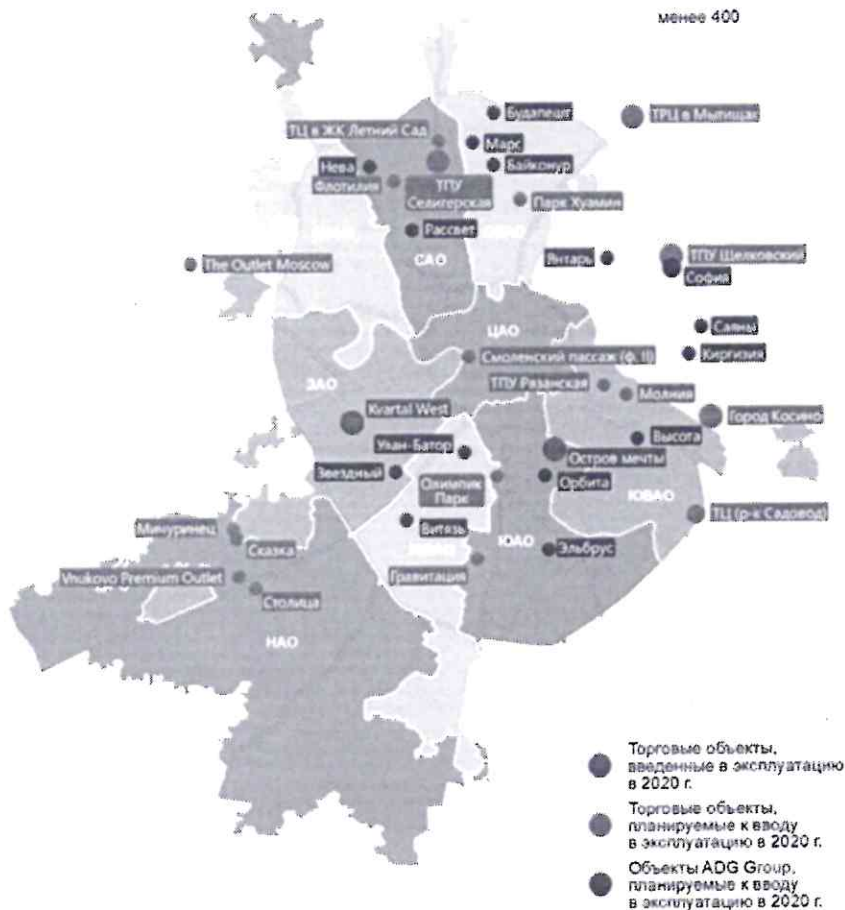 менее 400
Будапешт
ТРЦ в Мытищах
ТЦ в ЖК Летний Сад
Марс
Нева
Байконур
Флотилия
ТПУ
Селигерская
Парк Хуамин
Рассвет
САО
Янтарь
ТПУ Щелковский
The Outlet Moscow
София
ЦАО
Саяны
Смоленский пассаж (ф. II)
Киргизия
ЗАО
ТПУ Рязанская
Молния
Kvartal West
Город Косино
Улан-Батор
Высота
Остров мечты
Звездный
Олимпик
Парк
Орбита
ЮВАО
ТЦ (р-к Садовод)
Витязь
Мичуринец
ЮАО
Эльбрус
Сказка
Гравитация
Vnukovo Premium Outlet
Столица
НАО
Торговые объекты,
введенные в эксплуатацию
в 2020 г.
Торговые объекты,
планируемые к вводу
в эксплуатацию в 2020 г.
Объекты ADG Group,
планируемые к вводу
в эксплуатацию в 2020 г.